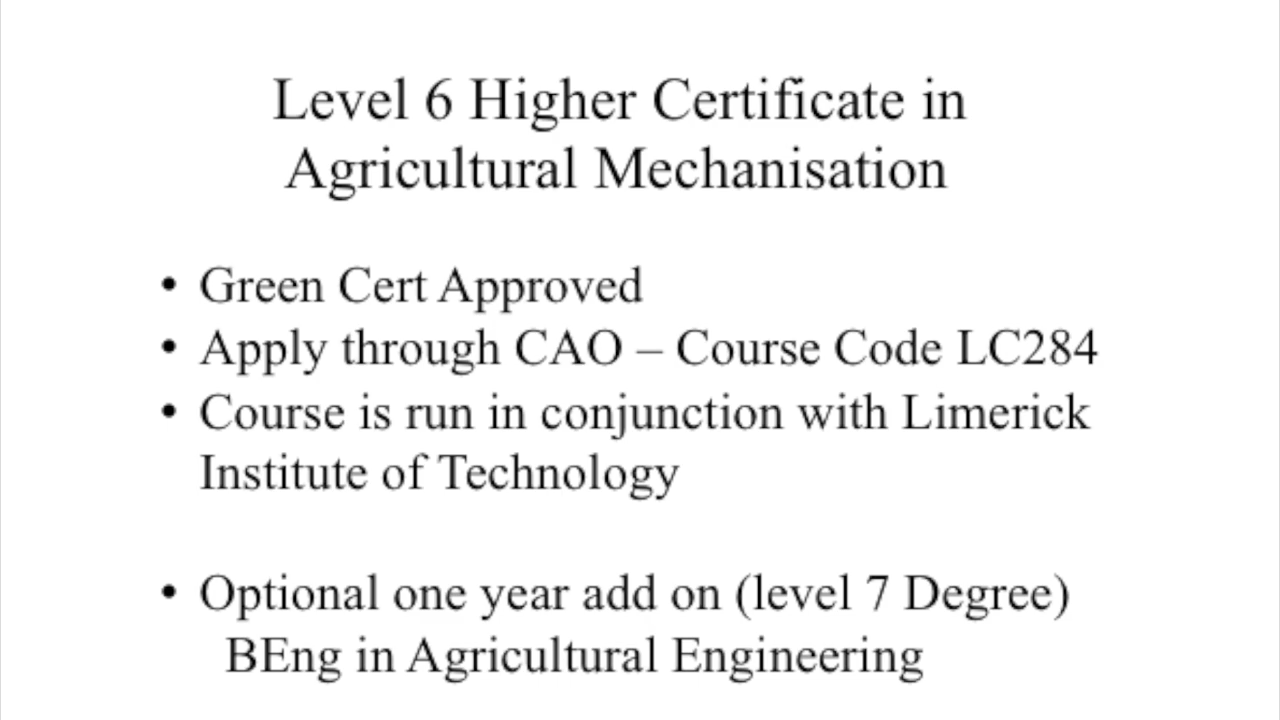 Level 6 Higher Certificate in
Agricultural Mechanisation
• Green Cert Approved
• Apply through CAO – Course Code LC284
• Course is run in conjunction with Limerick
Institute of Technology
• Optional one year add on (level 7 Degree)
BEng in Agricultural Engineering